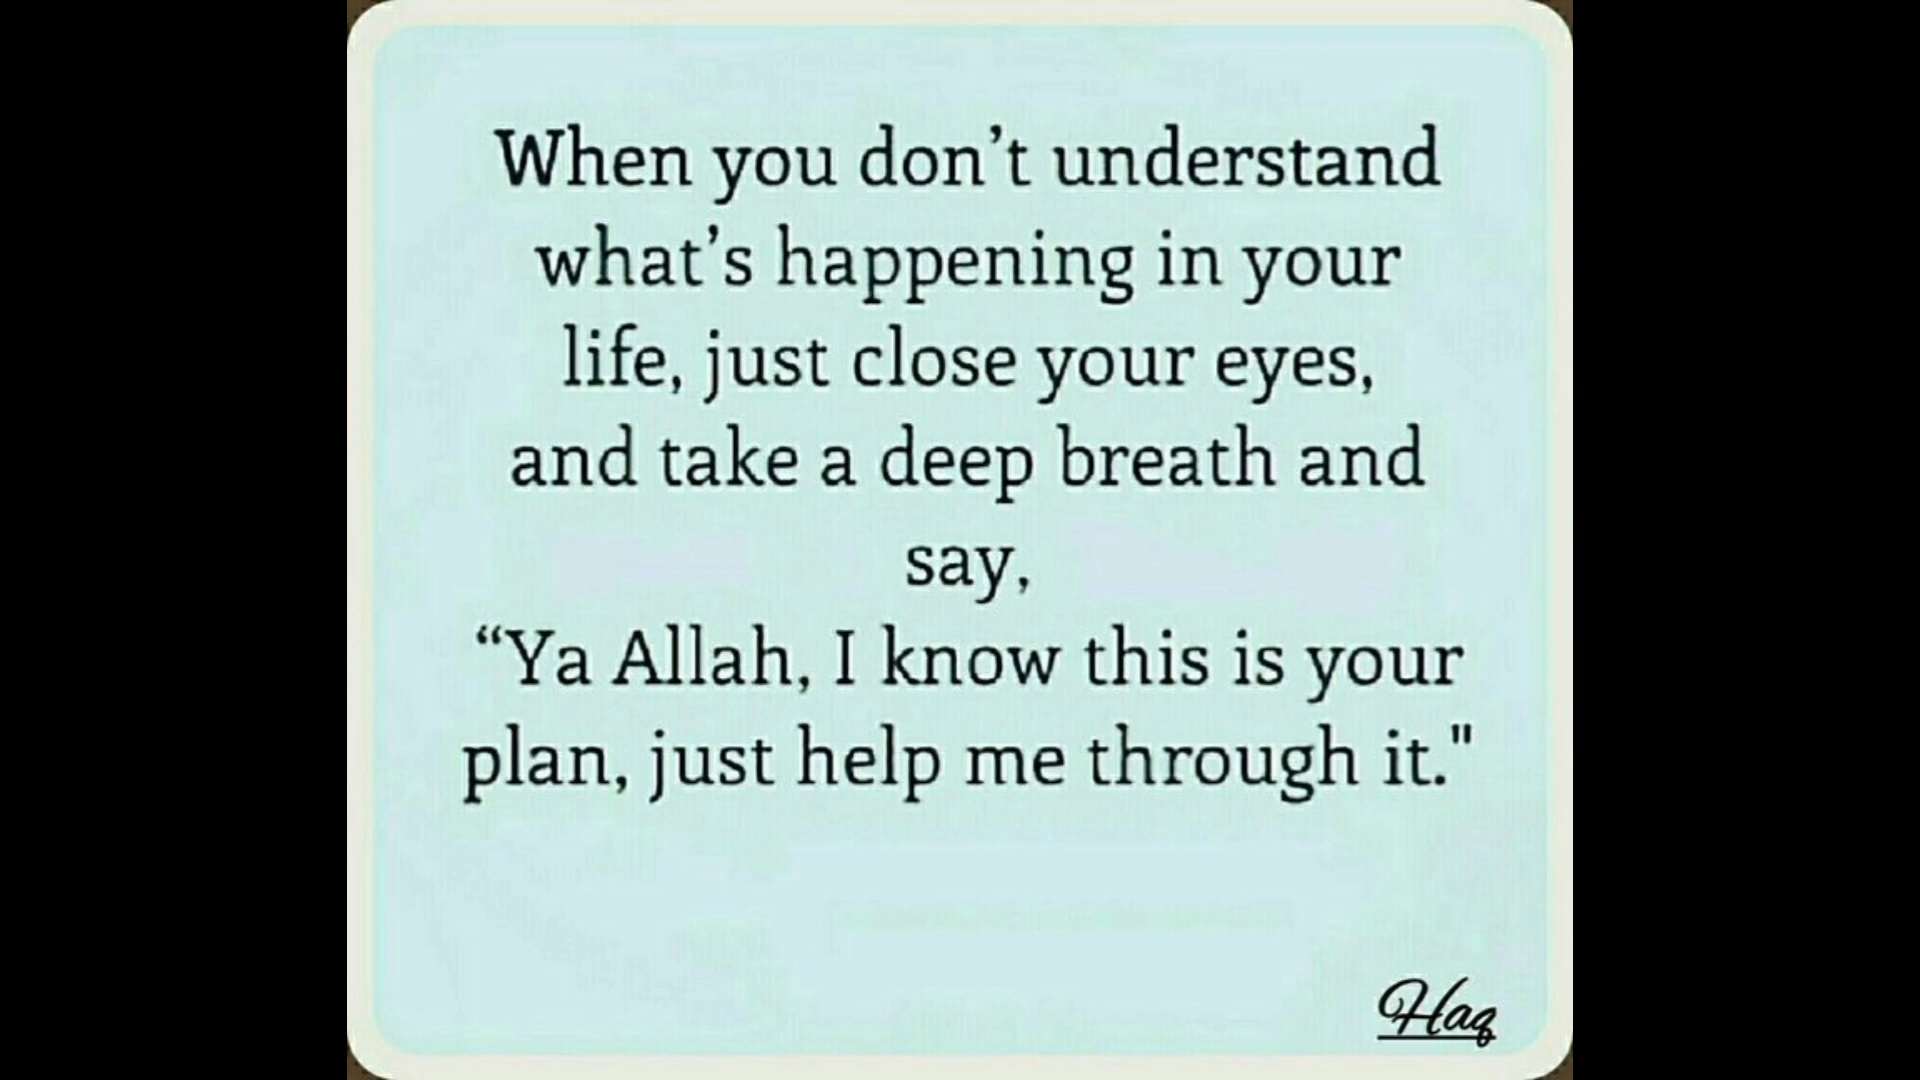 When you don’t understand
what’s happening in your
life, just close your eyes,
and take a deep breath and
say,
“Ya Allah, I know this is your
plan, just help me through it."
Haq